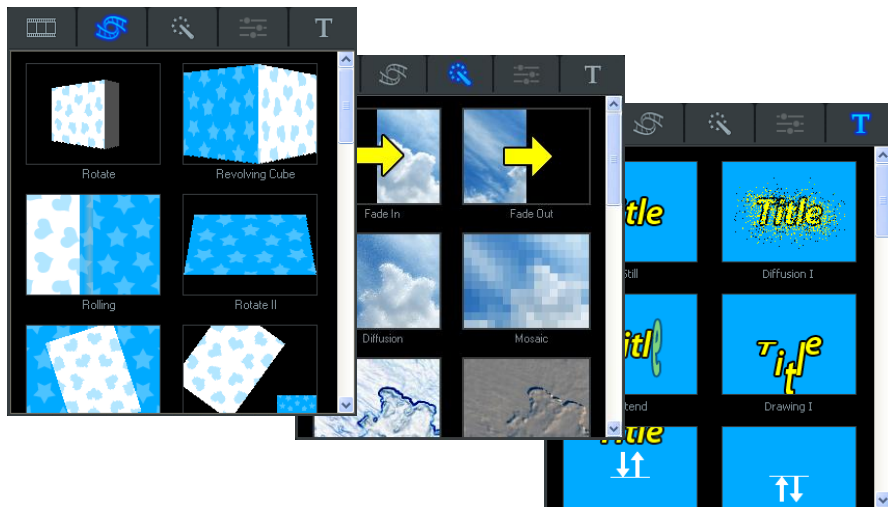 T
Rotate
Revolving Cube
Rolling
Rotate II
T
Fade In
Fade Out
Diffusion
Mosaic
T
Title
Title
Still
Diffusion I
Title
Title
tend
Drawing I
Title